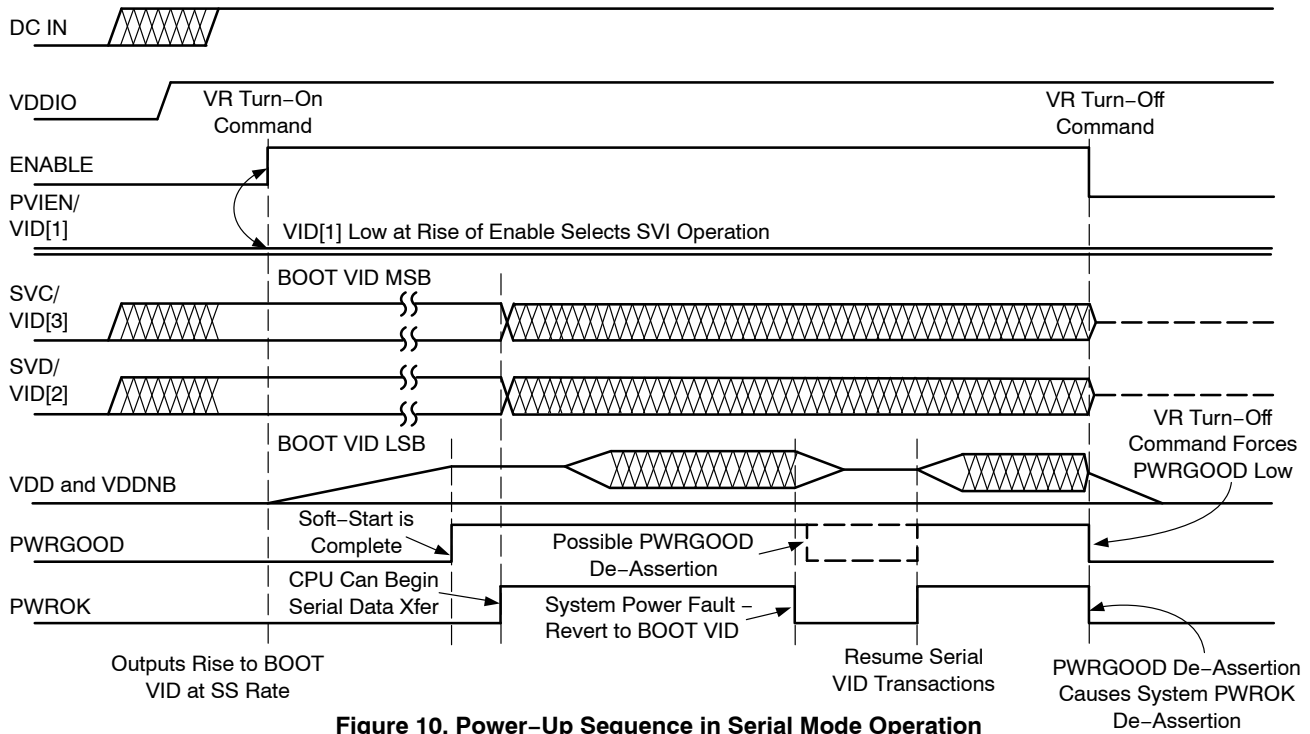 DC IN
VDDIO
VR Turn−On
Command
VR Turn−Off
Command
ENABLE
PVIEN/
VID[1]
VID[1] Low at Rise of Enable Selects SVI Operation
BOOT VID MSB
SVC/
VID[3]
SVD/
VID[2]
BOOT VID LSB
VR Turn−Off
Command Forces
PWRGOOD Low
VDD and VDDNB
Soft−Start is
Complete
PWRGOOD
Possible PWRGOOD
De−Assertion
CPU Can Begin
Serial Data Xfer
PWROK
System Power Fault −
Revert to BOOT VID
Outputs Rise to BOOT
VID at SS Rate
Resume Serial
VID Transactions
PWRGOOD De−Assertion
Causes System PWROK
De−Assertion
Figure 10. Power−Up Sequence in Serial Mode Operation